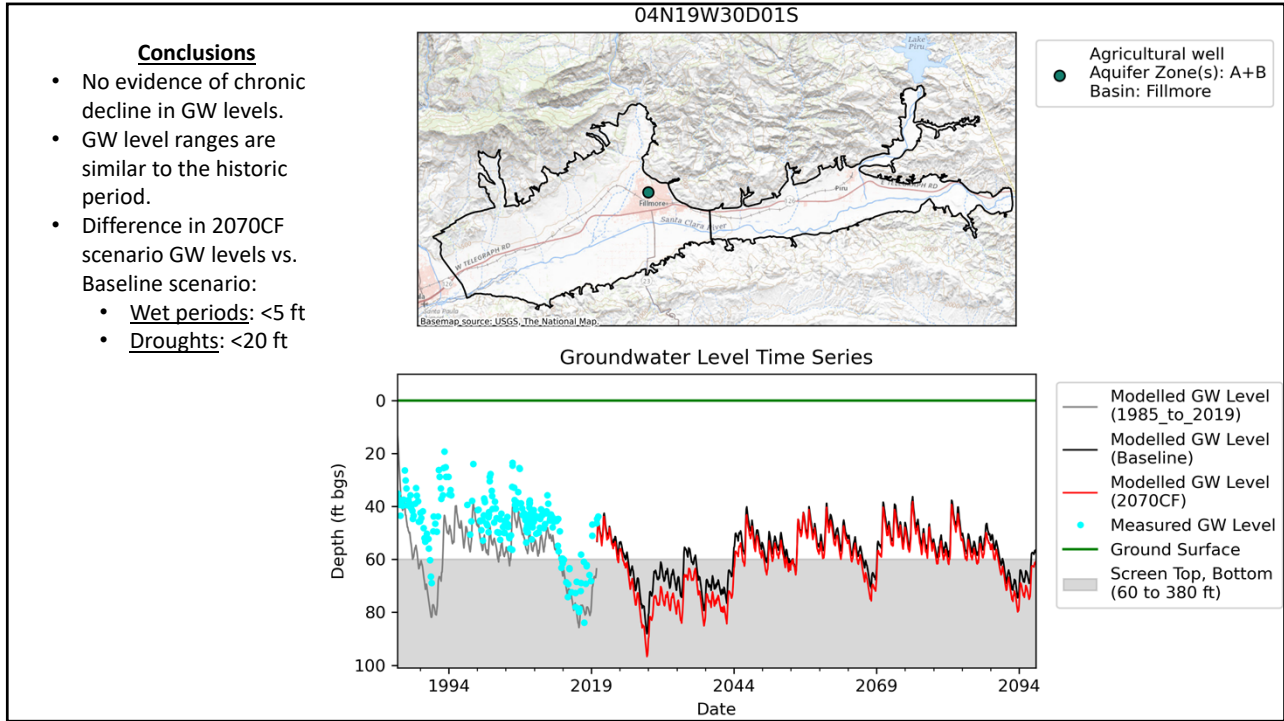 Conclusions
• No evidence of chronic
decline in GW levels.
• GW level ranges are
similar to the historic
period.
• Difference in 2070CF
scenario GW levels vs.
Baseline scenario:
• Wet periods: <5 ft
• Droughts: <20 ft
04N19W30D01S
Lake
Piru
Fillmore
Piru
E TELEGRAPH RD
126
Santa Clara River
W TELEGRAPH RD
Santa Paula
Basemap source: USGS, The National Map.
Agricultural well
Aquifer Zone(s): A+B
Basin: Fillmore
Groundwater Level Time Series
Depth (ft bgs)
0
20
40
60
80
100
1994
2019
2044
2069
2094
Date
Modelled GW Level
(1985_to_2019)
Modelled GW Level
(Baseline)
Modelled GW Level
(2070CF)
Measured GW Level
Ground Surface
Screen Top, Bottom
(60 to 380 ft)